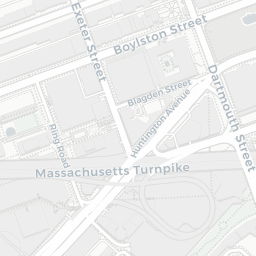 Exeter Street
Boylston Street
Blagden Street
Dartmouth Street
Huntington Avenue
Ring Road
Massachusetts Turnpike